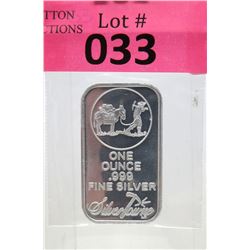 TTON
CTIONS
Lot #
033
ONE
OUNCE
.999
FINE SILVER
SilverTowne